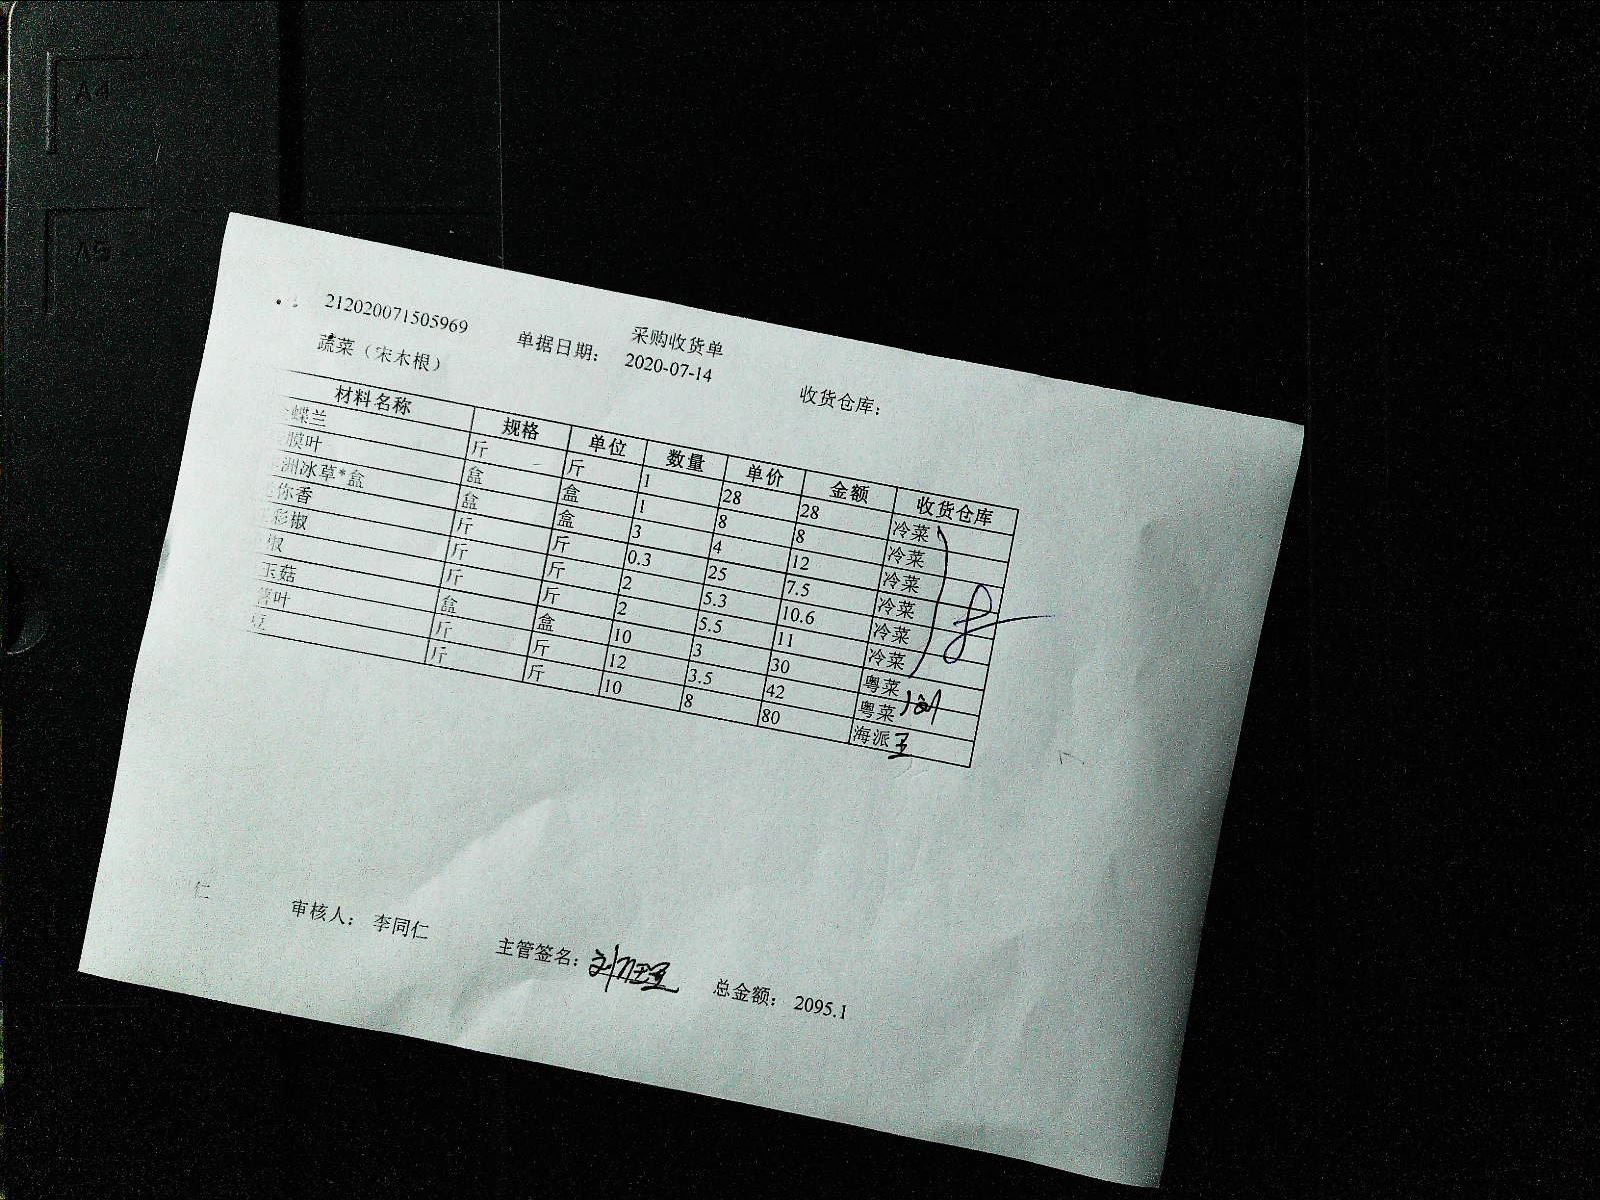 A4
A5
采购收货单
212020071505969 单据日期： 2020-07-14 收货仓库：
蔬菜（宋木根）
材料名称 规格 单位 数量 单价 金额 收货仓库
蝶兰 斤 斤 1 28 28 冷菜
膜叶 盒 盒 1 8 8 冷菜
洲冰草*盒 盒 盒 3 4 12 冷菜
你香 斤 斤 0.3 25 7.5 冷菜
彩椒 斤 斤 2 5.3 10.6 冷菜
椒 斤 斤 2 5.5 11 冷菜
玉菇 盒 盒 10 3 30 粤菜
薯叶 斤 斤 12 3.5 42 粤菜 刘
豆 斤 斤 10 8 80 海派 王
仁 审核人： 李同仁 主管签名： 总金额： 2095.1